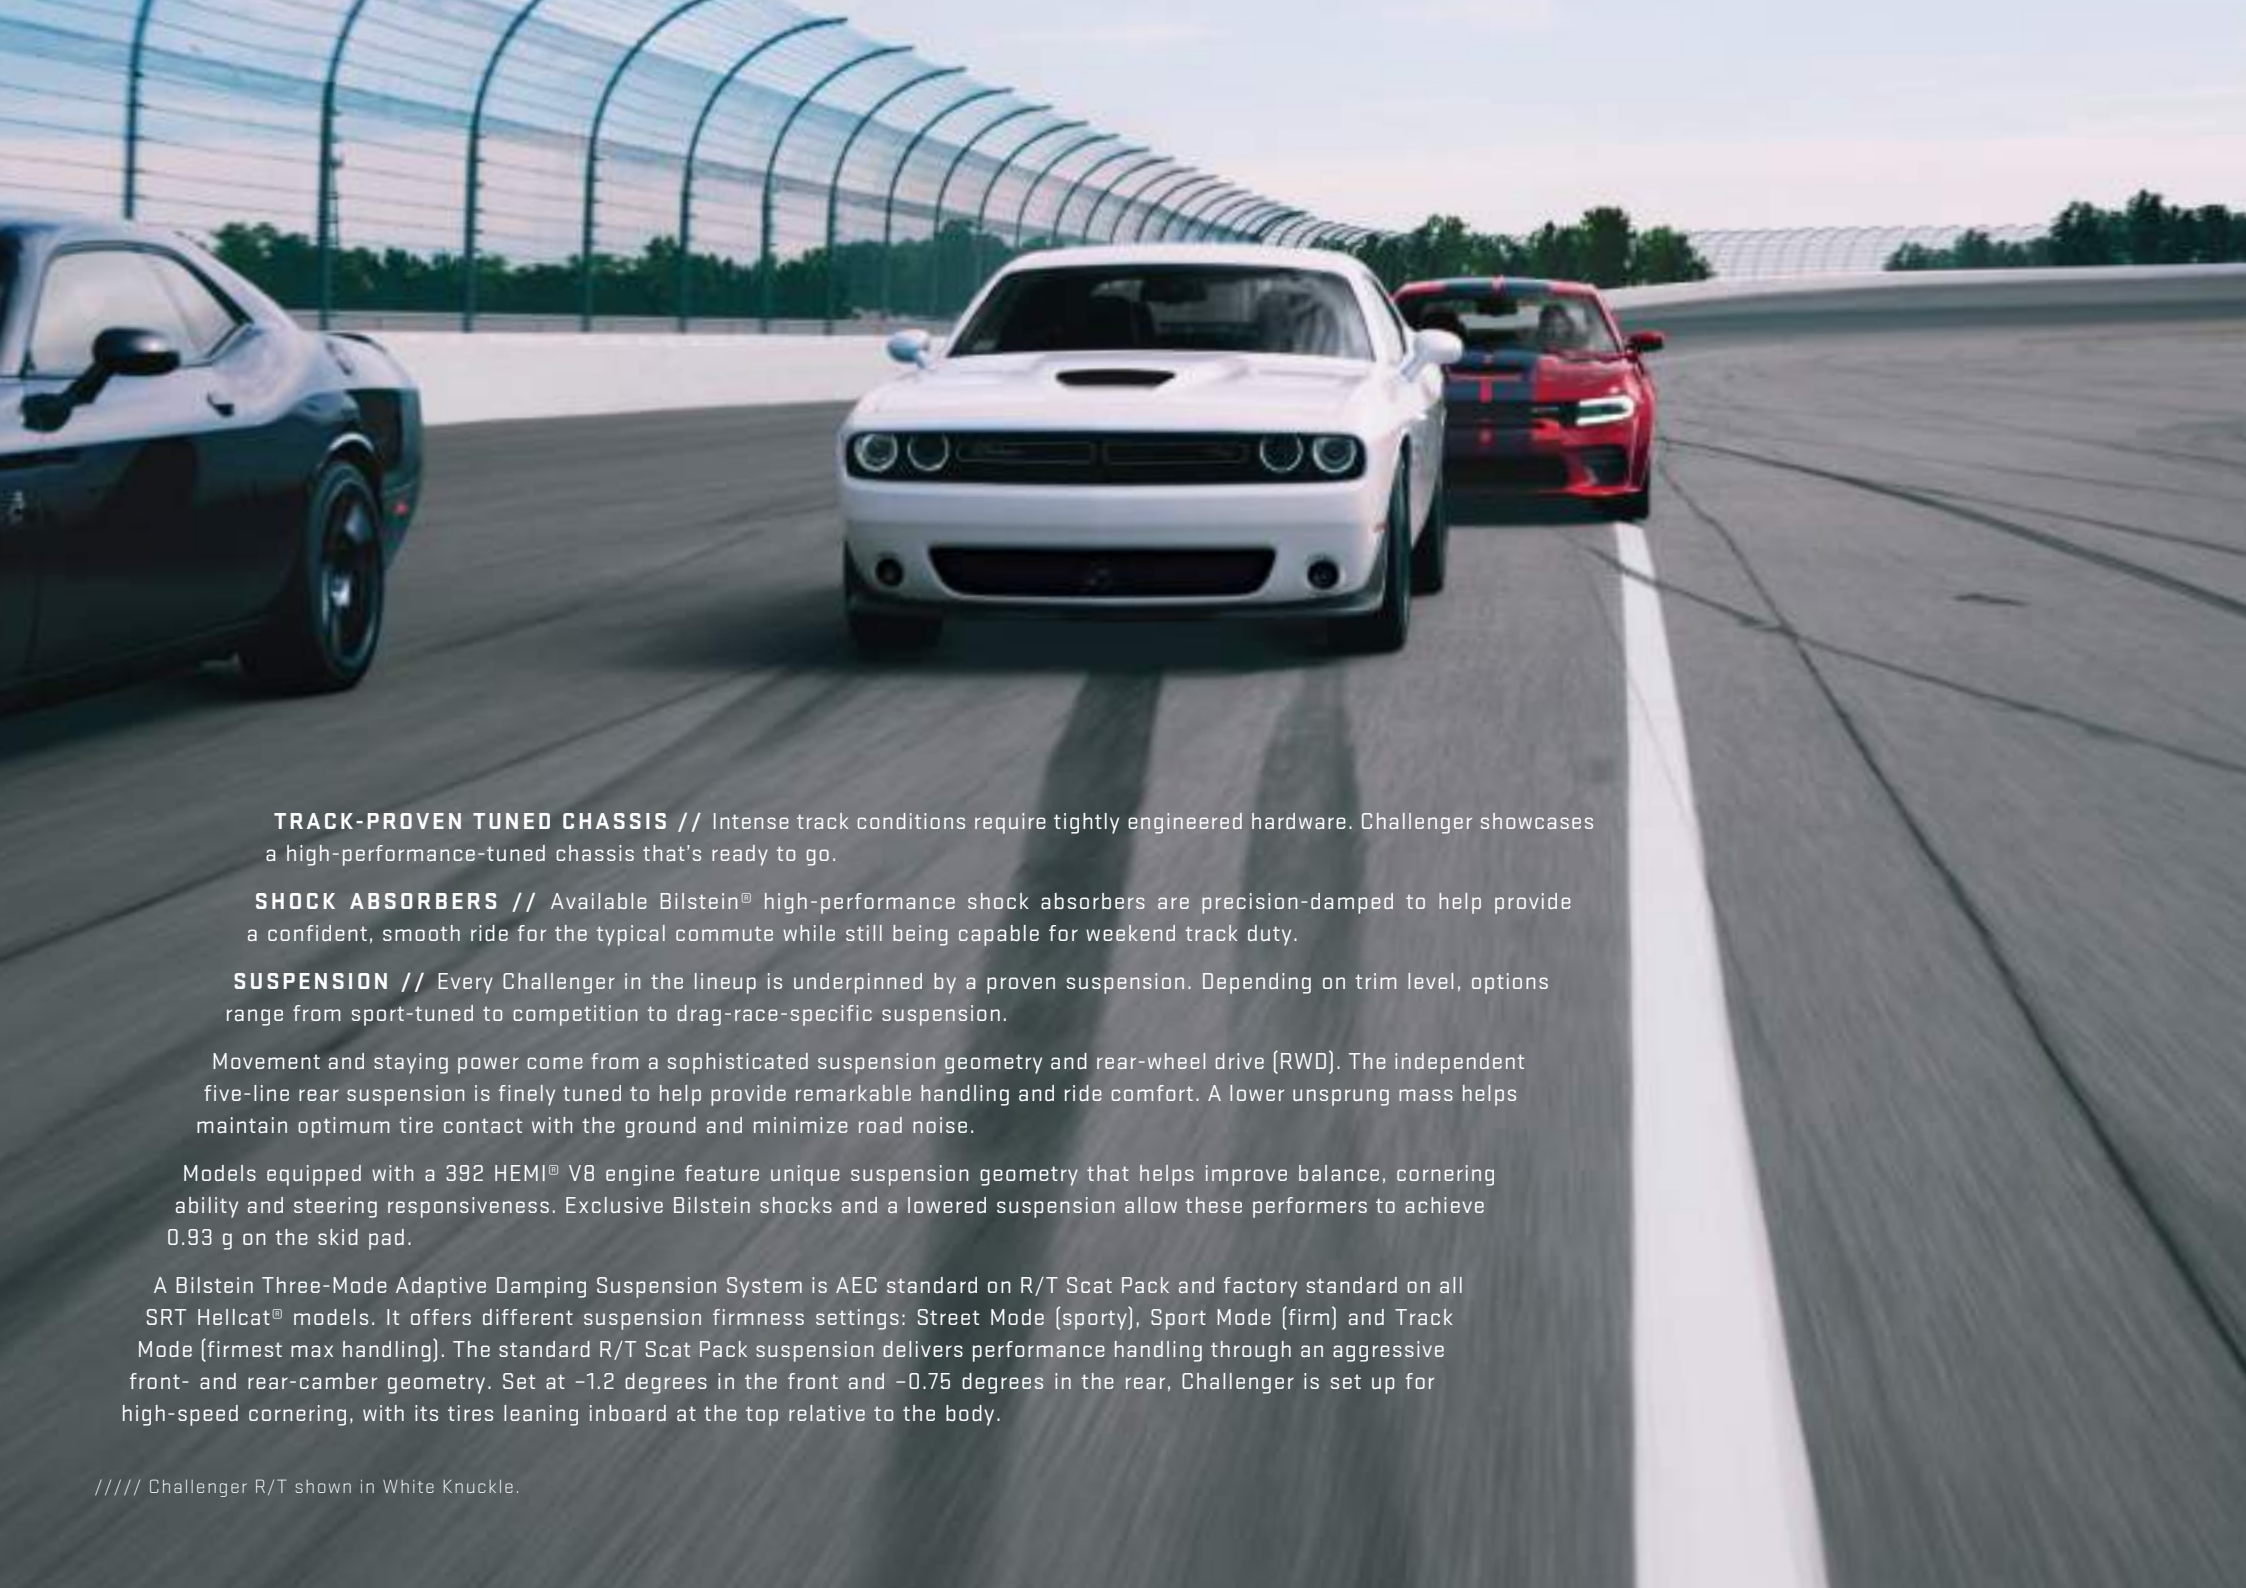 TRACK-PROVEN TUNED CHASSIS // Intense track conditions require tightly engineered hardware. Challenger showcases
a high-performance-tuned chassis that’s ready to go.
SHOCK ABSORBERS // Available Bilstein® high-performance shock absorbers are precision-damped to help provide
a confident, smooth ride for the typical commute while still being capable for weekend track duty.
SUSPENSION // Every Challenger in the lineup is underpinned by a proven suspension. Depending on trim level, options
range from sport-tuned to competition to drag-race-specific suspension.
Movement and staying power come from a sophisticated suspension geometry and rear-wheel drive (RWD). The independent
five-line rear suspension is finely tuned to help provide remarkable handling and ride comfort. A lower unsprung mass helps
maintain optimum tire contact with the ground and minimize road noise.
Models equipped with a 392 HEMI® V8 engine feature unique suspension geometry that helps improve balance, cornering
ability and steering responsiveness. Exclusive Bilstein shocks and a lowered suspension allow these performers to achieve
0.93 g on the skid pad.
A Bilstein Three-Mode Adaptive Damping Suspension System is AEC standard on R/T Scat Pack and factory standard on all
SRT Hellcat® models. It offers different suspension firmness settings: Street Mode (sporty), Sport Mode (firm) and Track
Mode (firmest max handling). The standard R/T Scat Pack suspension delivers performance handling through an aggressive
front- and rear-camber geometry. Set at –1.2 degrees in the front and –0.75 degrees in the rear, Challenger is set up for
high-speed cornering, with its tires leaning inboard at the top relative to the body.
///// Challenger R/T shown in White Knuckle.